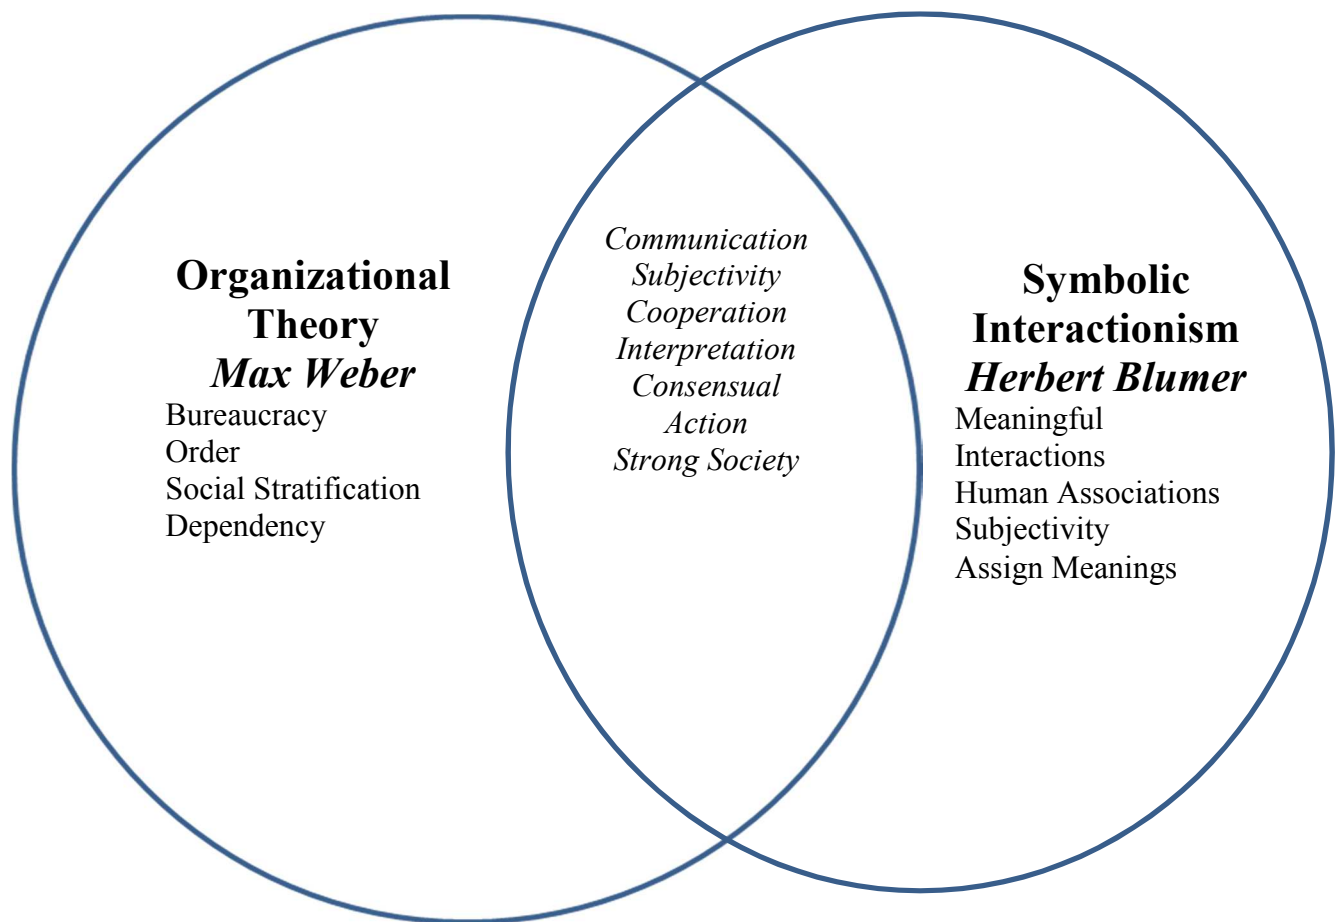 Organizational
Theory
Max Weber
Bureaucracy
Order
Social Stratification
Dependency
Communication
Subjectivity
Cooperation
Interpretation
Consensual
Action
Strong Society
Symbolic
Interactionism
Herbert Blumer
Meaningful
Interactions
Human Associations
Subjectivity
Assign Meanings